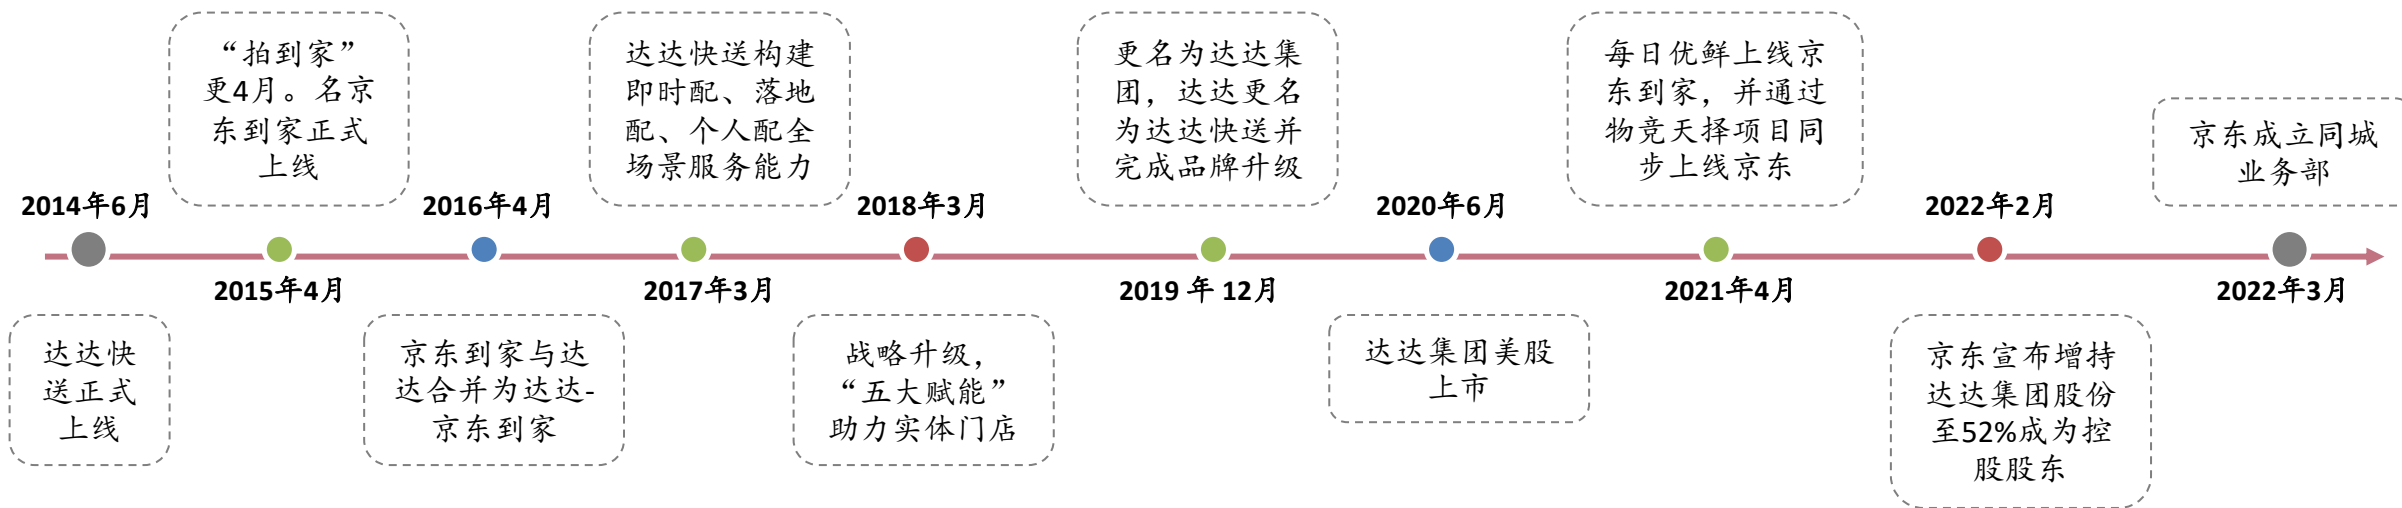 “拍到家”
更4月。名京
东到家正式
上线
达达快送构建
即时配、落地
配、个人配全
场景服务能力
更名为达达集
团，达达更名
为达达快送并
完成品牌升级
每日优鲜上线京
东到家，并通过
物竞天择项目同
步上线京东
京东成立同城
业务部
2014年6月
2016年4月
2018年3月
2020年6月
2022年2月
2015年4月
2017年3月
2019 年 12月
2021年4月
2022年3月
达达快
送正式
上线
京东到家与达
达合并为达达-
京东到家
战略升级，
“五大赋能”
助力实体门店
达达集团美股
上市
京东宣布增持
达达集团股份
至52%成为控
股股东